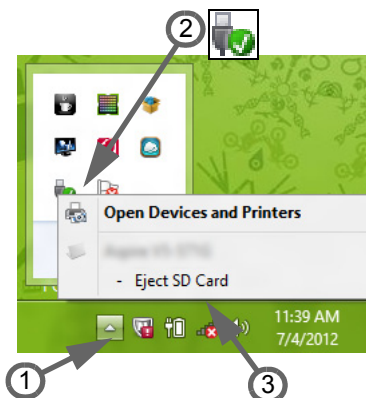 2
Open Devices and Printers
- Eject SD Card
11:39 AM
7/4/2012
1
3